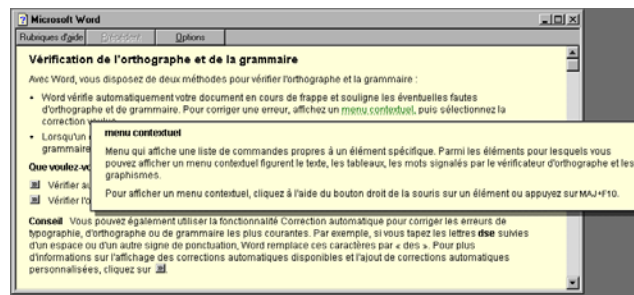 Microsoft Word
Rubriques d'aide Précédent Options
Vérification de l'orthographe et de la grammaire
Avec Word, vous disposez de deux méthodes pour vérifier l'orthographe et la grammaire :
• Word vérifie automatiquement votre document en cours de frappe et souligne les éventuelles fautes
d'orthographe et de grammaire. Pour corriger une erreur, affichez un menu contextuel, puis sélectionnez la
correction
• Lorsqu'un
grammaire
menu contextuel
Menu qui affiche une liste de commandes propres à un élément spécifique. Parmi les éléments pour lesquels vous
pouvez afficher un menu contextuel figurent le texte, les tableaux, les mots signalés par le vérificateur d'orthographe et les
graphismes.
Pour afficher un menu contextuel, cliquez à l'aide du bouton droit de la souris sur un élément ou appuyez sur MAJ+F10.
Que voulez-vo
Vérifier au
Vérifier l'o
Conseil Vous pouvez également utiliser la fonctionnalité Correction automatique pour corriger les erreurs de
typographie, d'orthographe ou de grammaire les plus courantes. Par exemple, si vous tapez les lettres dse suivies
d'un espace ou d'un autre signe de ponctuation, Word remplace ces caractères par « des ». Pour plus
d'informations sur l'affichage des corrections automatiques disponibles et l'ajout de corrections automatiques
personnalisées, cliquez sur .